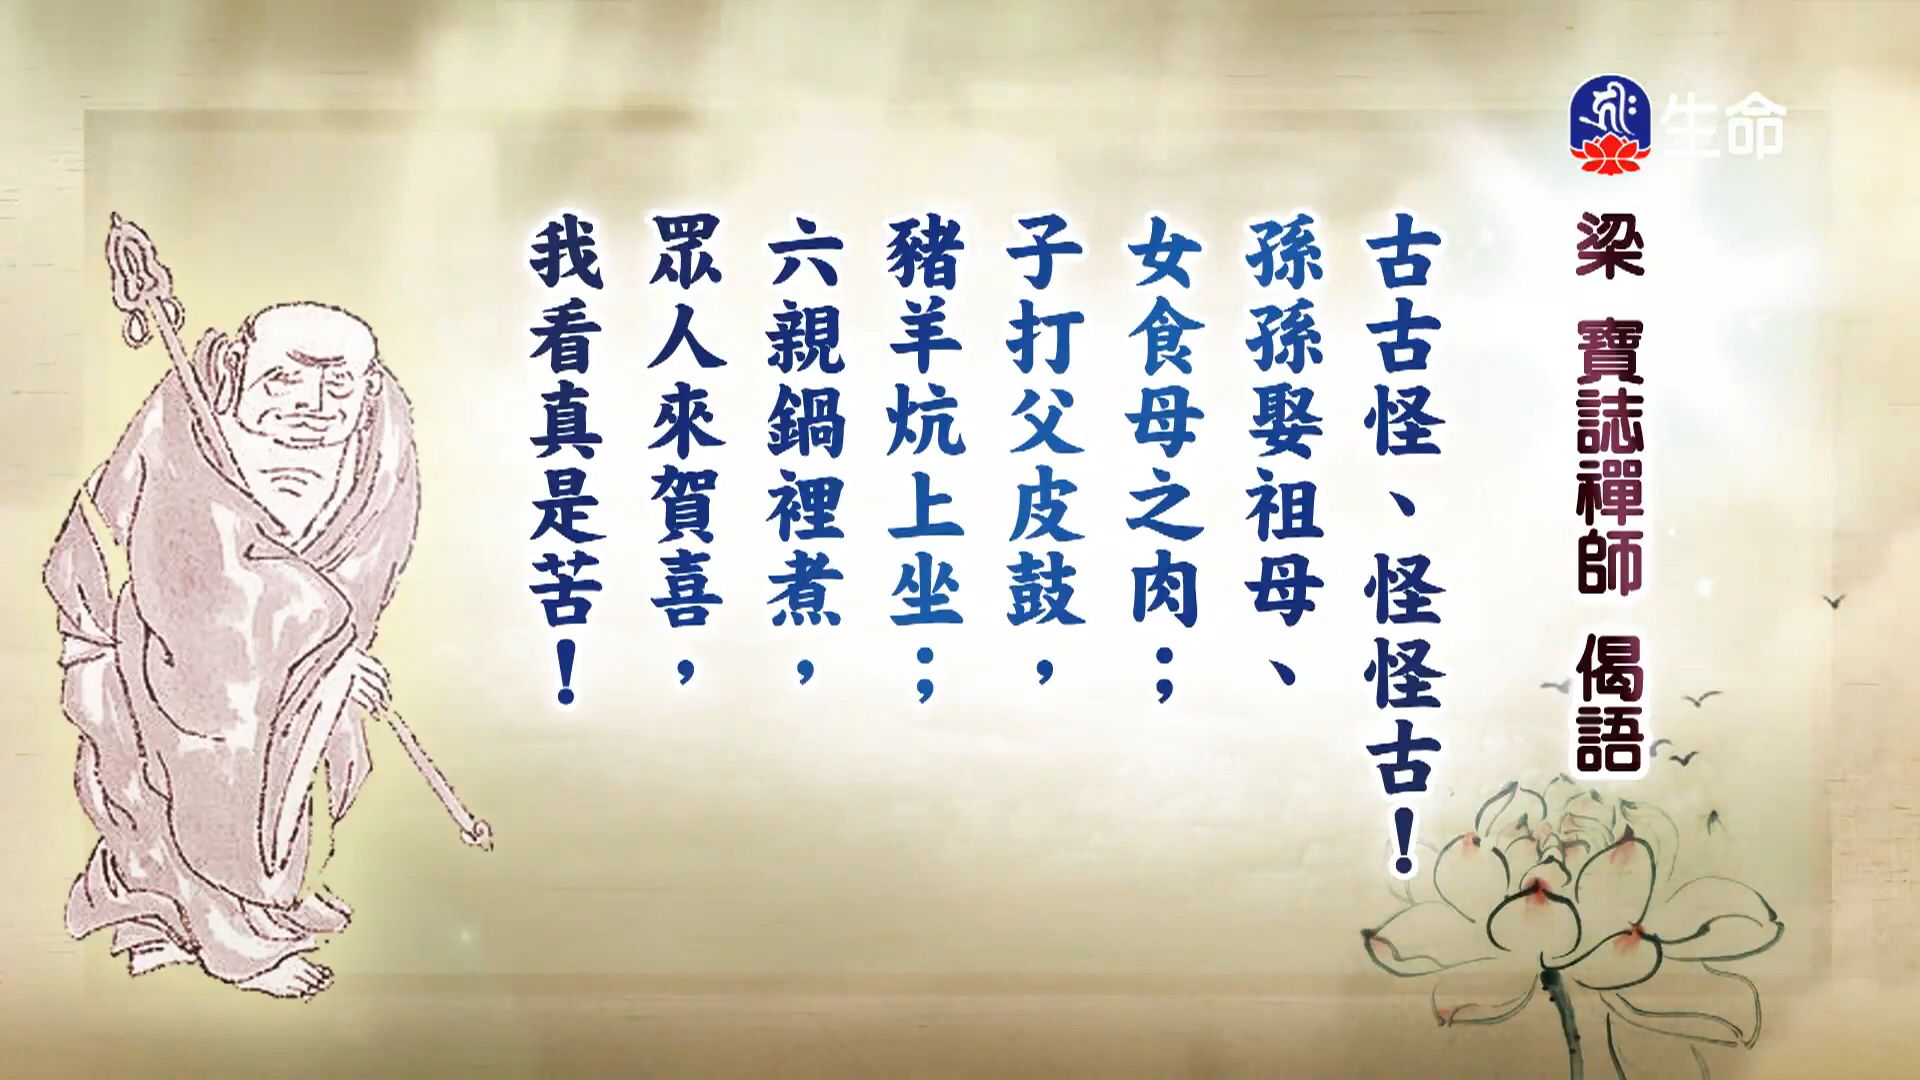 生命
梁 寶誌禪師 偈語
古古怪、怪怪古！
孫孫娶祖母、
女食母之肉；
子打父皮鼓，
豬羊炕上坐；
六親鍋裡煮，
眾人來賀喜，
我看真是苦！